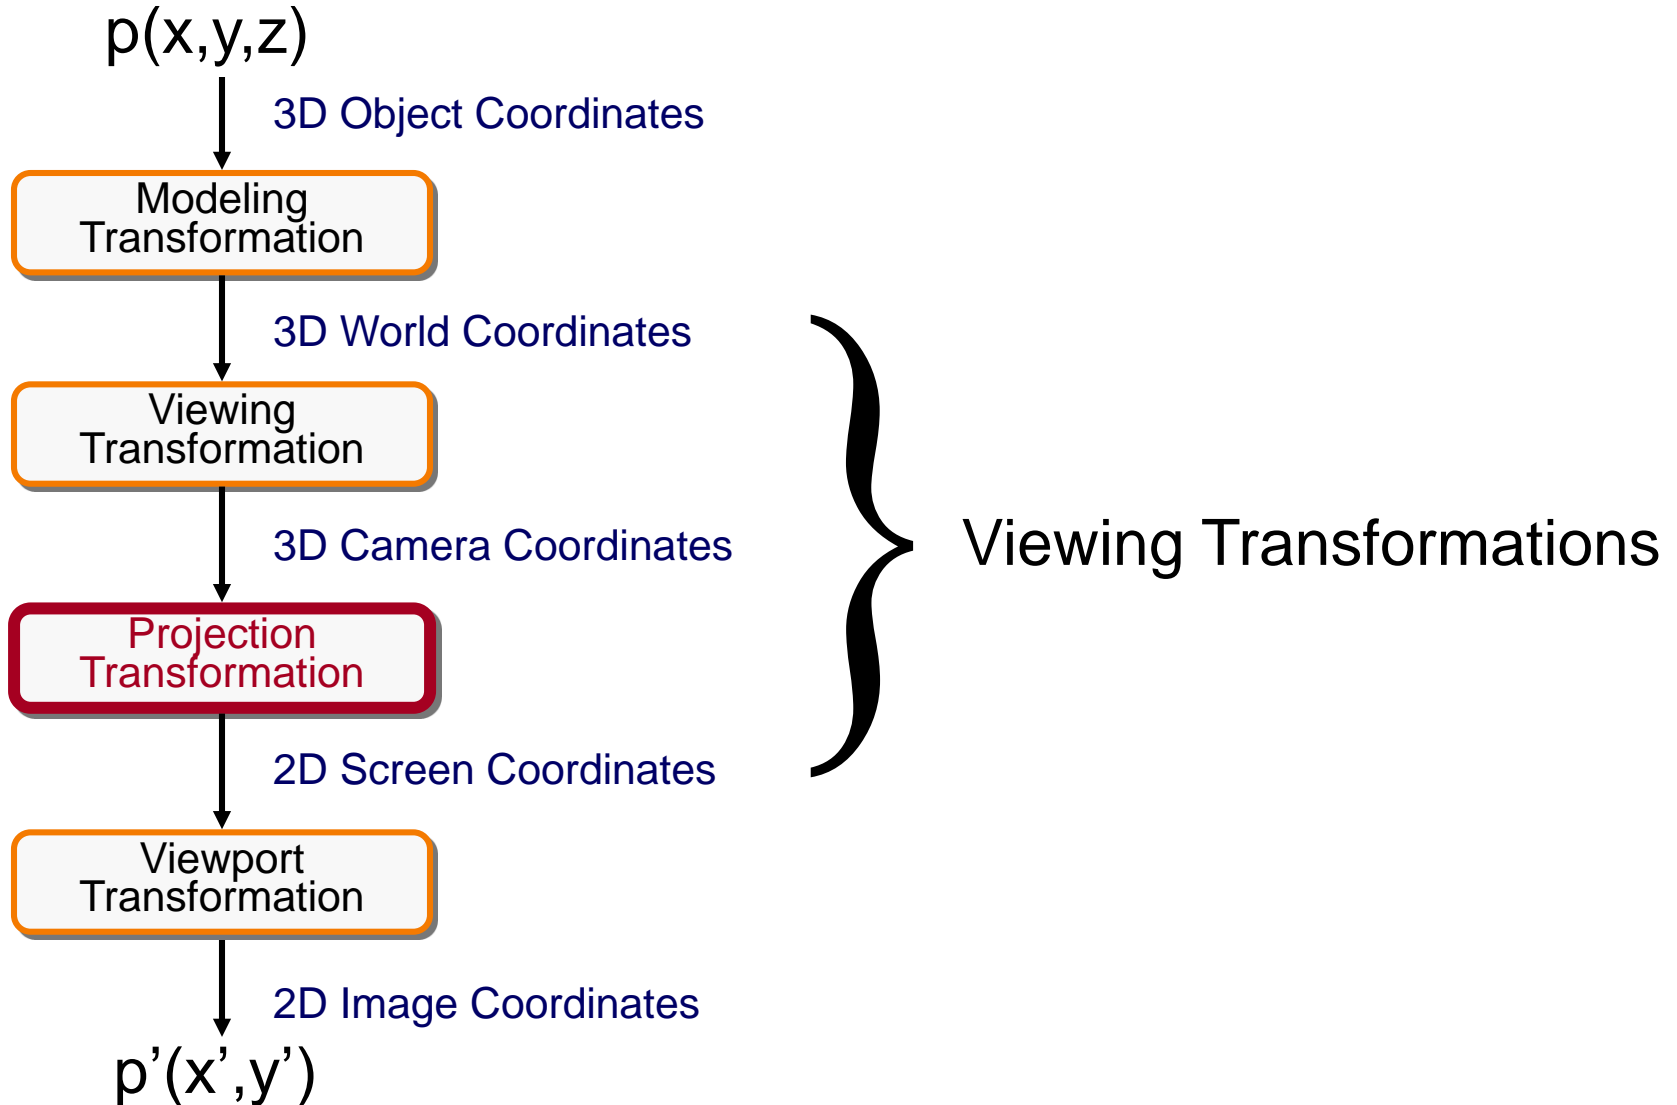 p(x,y,z)
3D Object Coordinates
Modeling
Transformation
3D World Coordinates
Viewing
Transformation
3D Camera Coordinates
Viewing Transformations
Projection
Transformation
2D Screen Coordinates
Viewport
Transformation
2D Image Coordinates
p’(x’,y’)